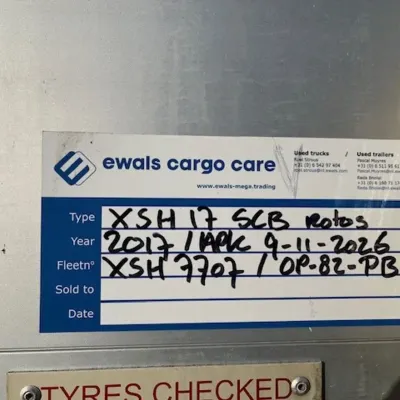 ewals cargo care
www.ewals-mega.trading
Used trucks / Used trailers
Type XSH 17 SCB Rotos
Year 2017 / APK 9-11-2026
Fleetn° XSH 7707 / OP-82-PB
Sold to
Date
TYRES CHECKED